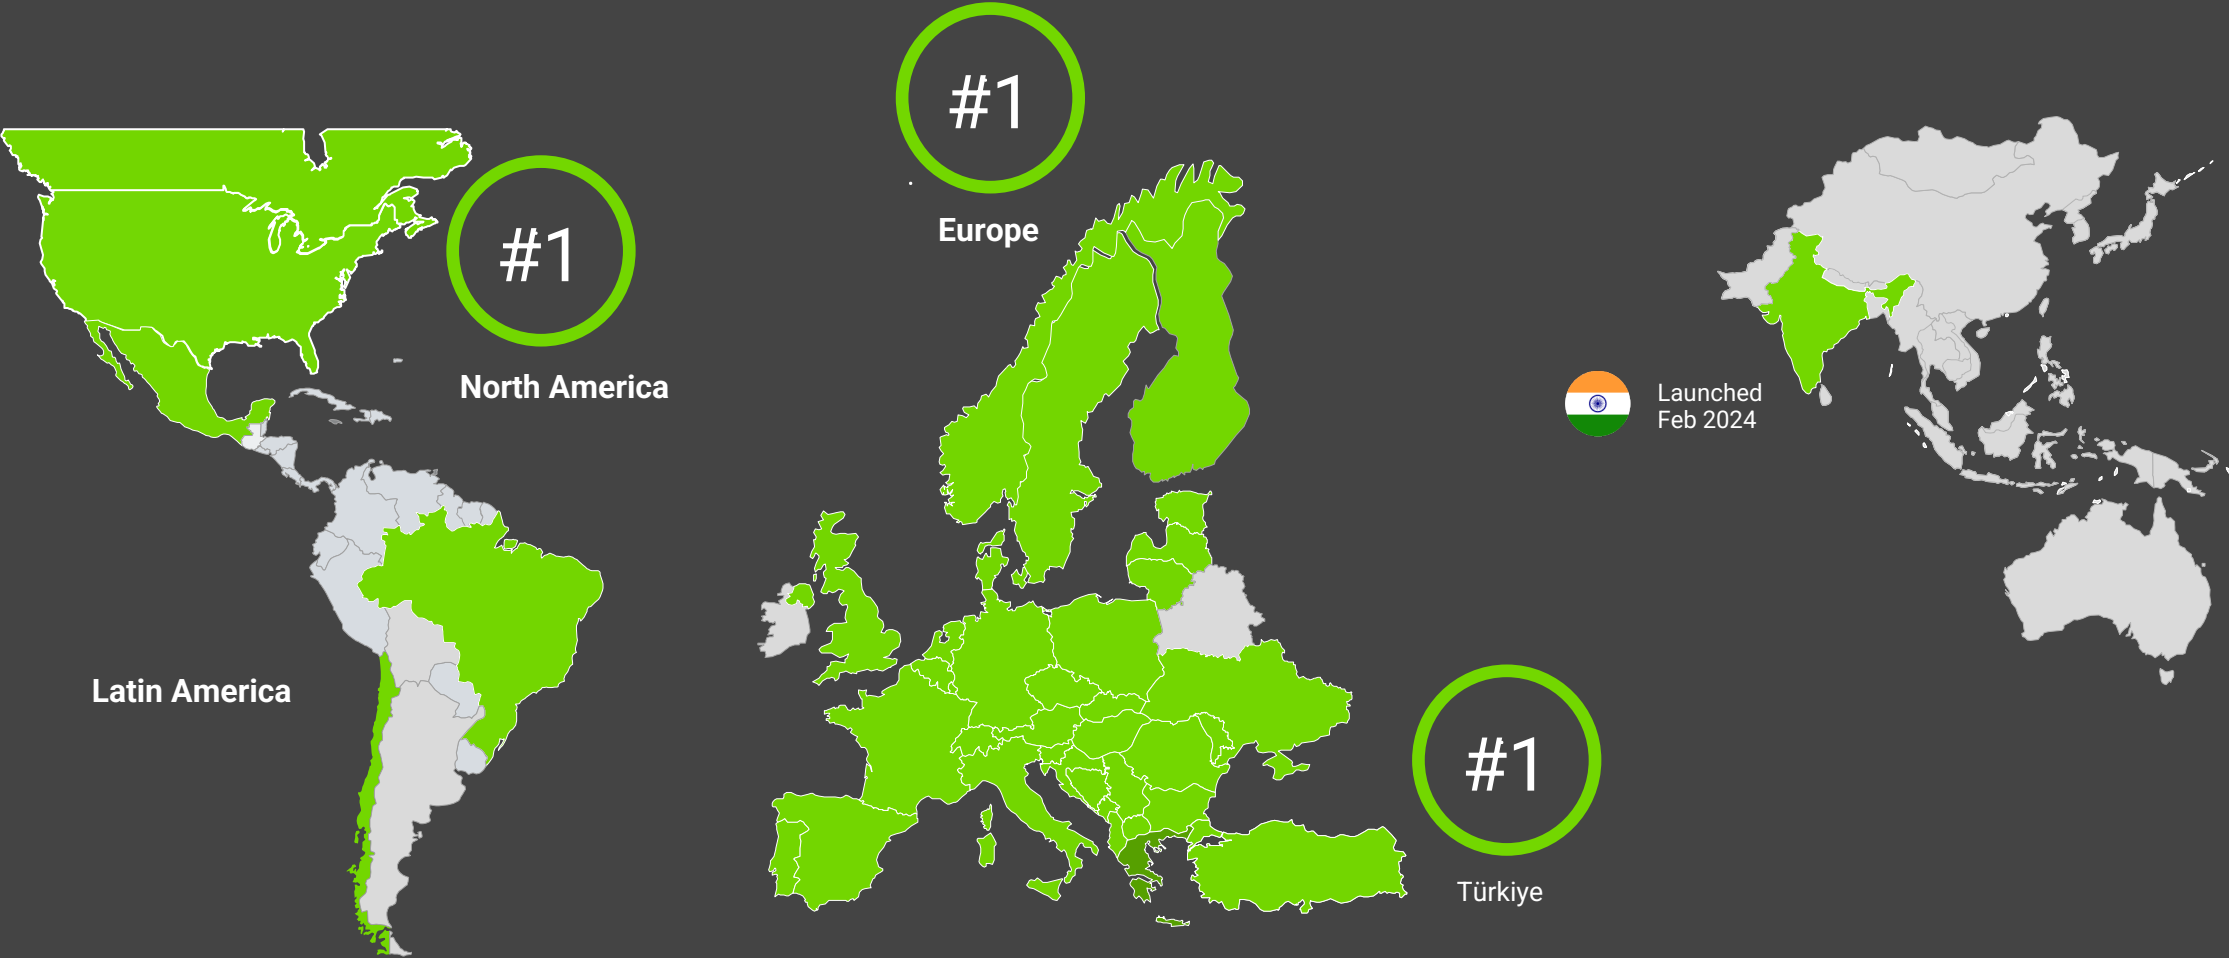 #1
Europe
#1
North America
Launched
Feb 2024
Latin America
#1
Türkiye